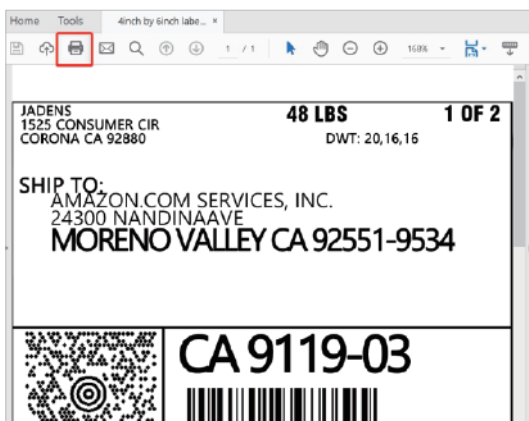 Home Tools 4inch by 6inch labe... ×
1 / 1 168%
JADENS 48 LBS 1 OF 2
1525 CONSUMER CIR
CORONA CA 92880 DWT: 20,16,16
SHIP TO:
AMAZON.COM SERVICES, INC.
24300 NANDINAAVE
MORENO VALLEY CA 92551-9534
CA 9119-03